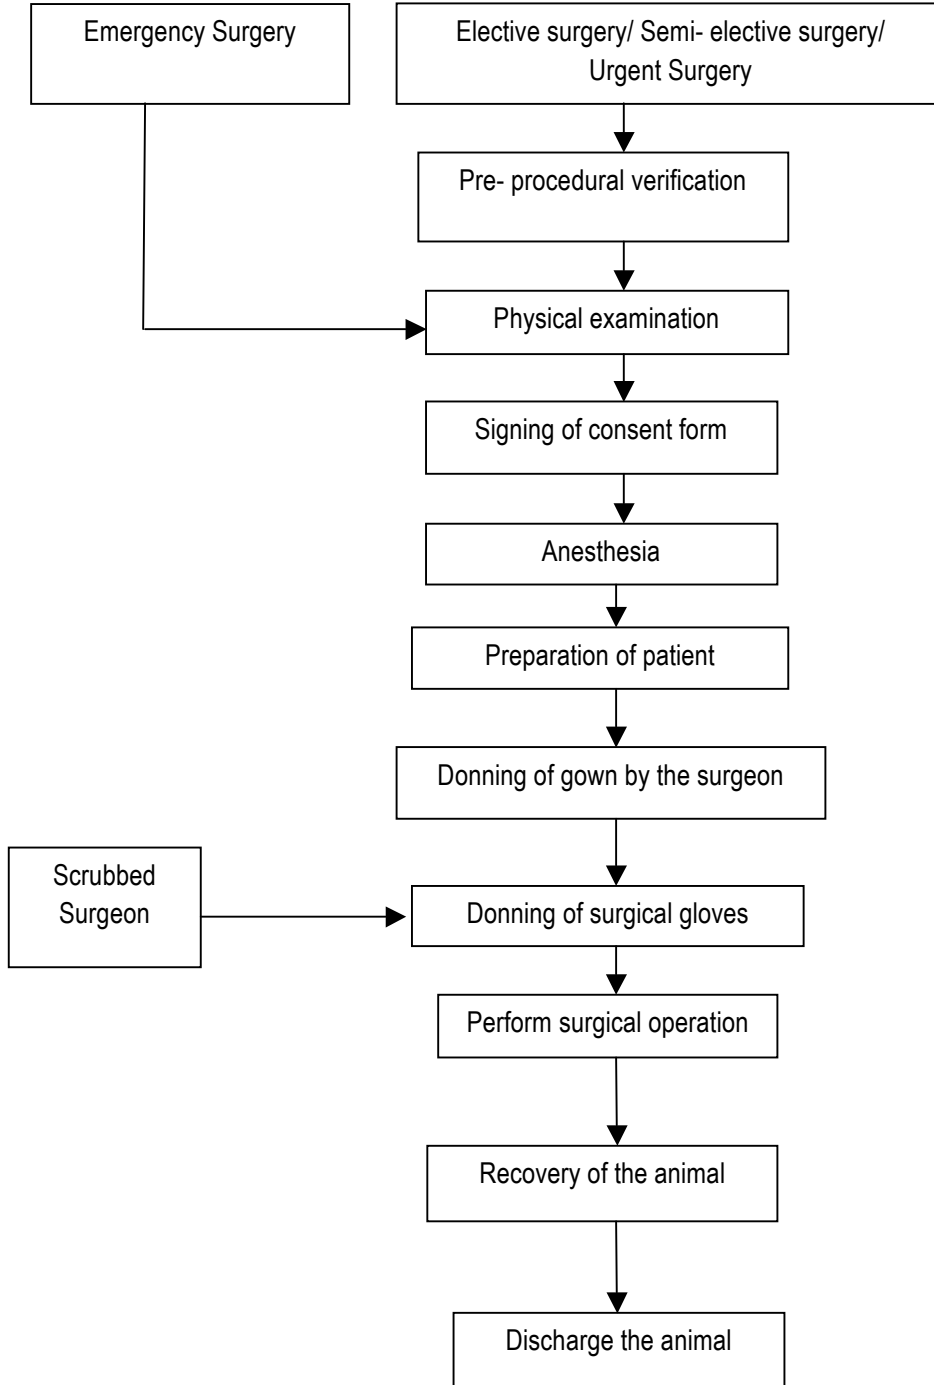 Emergency Surgery
Elective surgery/ Semi- elective surgery/
Urgent Surgery
Pre- procedural verification
Physical examination
Signing of consent form
Anesthesia
Preparation of patient
Donning of gown by the surgeon
Scrubbed
Surgeon
Donning of surgical gloves
Perform surgical operation
Recovery of the animal
Discharge the animal